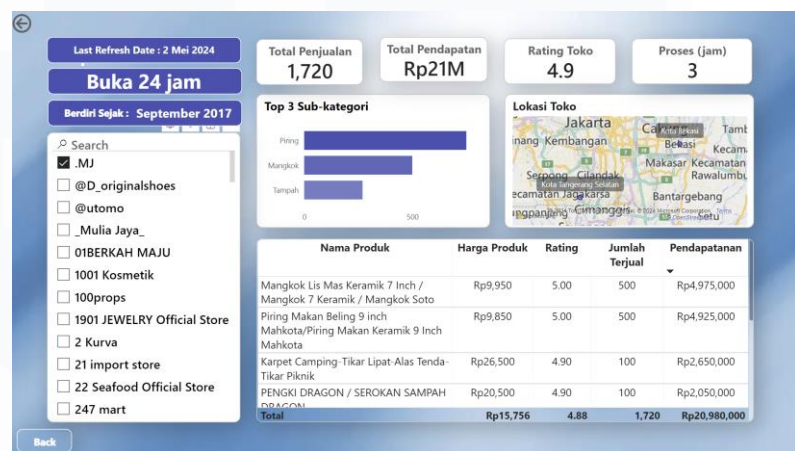 Last Refresh Date : 2 Mei 2024
Buka 24 jam
Berdiri Sejak : September 2017
Search
.MJ
@D_originalshoes
@utomo
_Mulia Jaya_
01BERKAH MAJU
1001 Kosmetik
100props
1901 JEWELRY Official Store
2 Kurva
21 import store
22 Seafood Official Store
247 mart
Back
Total Penjualan
1,720
Total Pendapatan
Rp21M
Rating Toko
4.9
Proses (jam)
3
Top 3 Sub-kategori
Piring
Mangkok
Tampah
0 500
Lokasi Toko
Jakarta
Kota Bekasi
Kembangan
Bekasi
Kecam
Makasar Kecamatan
Serpong Cilandak Rawalumbu
Kota Tangerang Selatan
Jagakarsa Bantargebang
Cimanggis
Setu
Nama Produk Harga Produk Rating Jumlah Terjual Pendapatanan
Mangkok Lis Mas Keramik 7 Inch / Rp9,950 5.00 500 Rp4,975,000
Mangkok 7 Keramik / Mangkok Soto
Piring Makan Beling 9 inch Rp9,850 5.00 500 Rp4,925,000
Mahkota/Piring Makan Keramik 9 Inch
Mahkota
Karpet Camping-Tikar Lipat-Alas Tenda- Rp26,500 4.90 100 Rp2,650,000
Tikar Piknik
PENGKI DRAGON / SEROKAN SAMPAH Rp20,500 4.90 100 Rp2,050,000
DRAGON
Total Rp15,756 4.88 1,720 Rp20,980,000